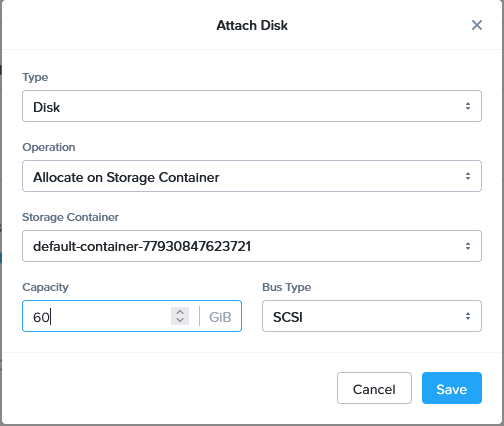 Attach Disk
Type
Disk
Operation
Allocate on Storage Container
Storage Container
default-container-77930847623721
Capacity
Bus Type
60
GiB
SCSI
Cancel
Save